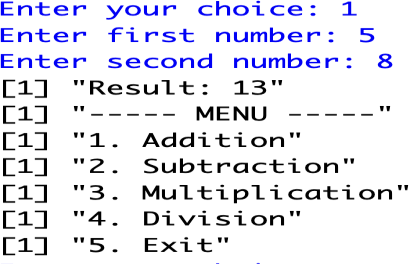 Enter your choice: 1
Enter first number: 5
Enter second number: 8
[1] "Result: 13"
[1] "----- MENU -----"
[1] "1. Addition"
[1] "2. Subtraction"
[1] "3. Multiplication"
[1] "4. Division"
[1] "5. Exit"